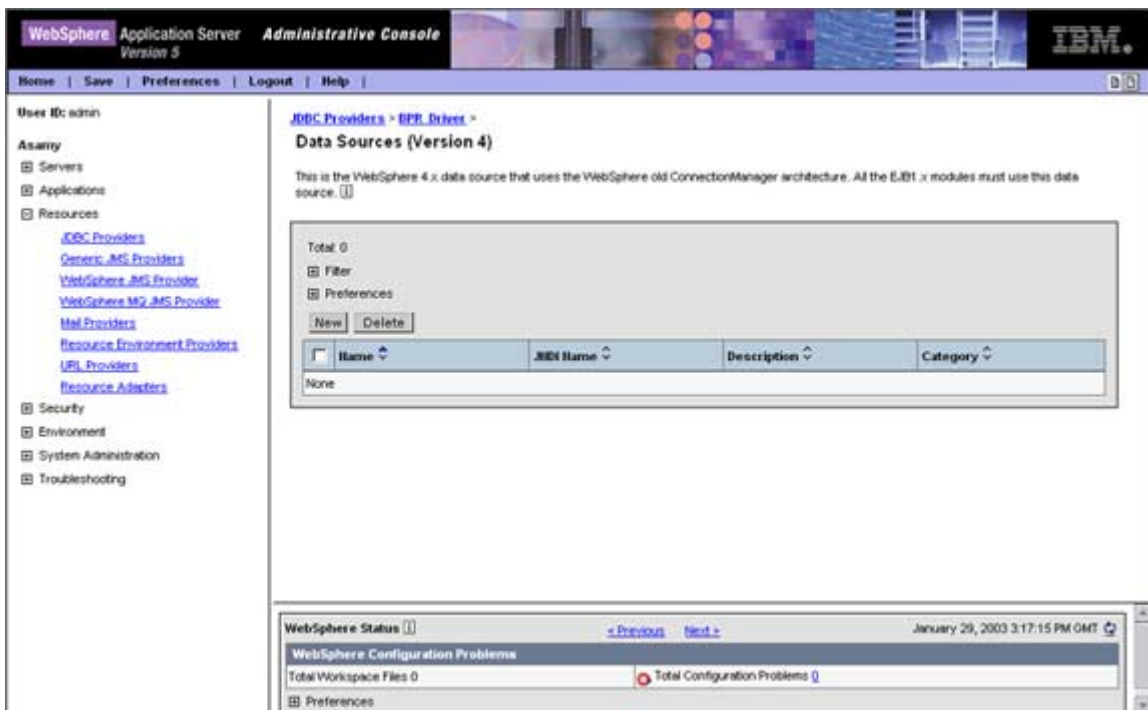 WebSphere Application Server Administrative Console
Version 5
IBM.
Home | Save | Preferences | Logout | Help |
User ID: admin
Asamy
Servers
Applications
Resources
JDBC Providers
Generic JMS Providers
WebSphere JMS Provider
WebSphere MQ JMS Provider
Mail Providers
Resource Environment Providers
URL Providers
Resource Adapters
Security
Environment
System Administration
Troubleshooting
JDBC Providers > BPR_Driver >
Data Sources (Version 4)
This is the WebSphere 4.x data source that uses the WebSphere old ConnectionManager architecture. All the EJB1.x modules must use this data
source. i
Total: 0
Filter
Preferences
New Delete
Name JNDI Name Description Category
None
WebSphere Status i < Previous Next > January 29, 2003 3:17:15 PM GMT
WebSphere Configuration Problems
Total Workspace Files 0 Total Configuration Problems 0
Preferences